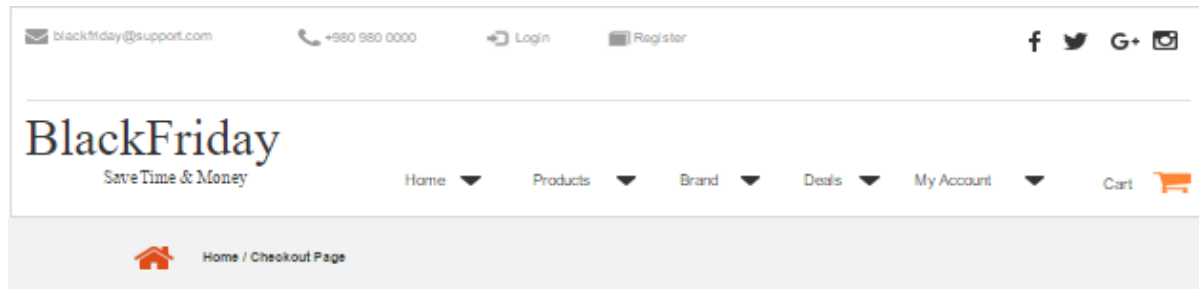 blackfriday@support.com +980 980 0000 Login Register
BlackFriday
Save Time & Money
Home Products Brand Deals My Account Cart
Home / Checkout Page